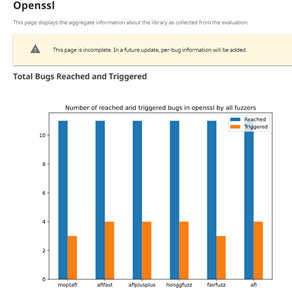 Openssl
This page displays the aggregate information about the library as collected from the evaluation.
This page is incomplete. In a future update, per-bug information will be added.
Total Bugs Reached and Triggered
Number of reached and triggered bugs in openssl by all fuzzers
Reached
Triggered
10
8
6
4
2
0
moptafl aflfast aflplusplus honggfuzz fairfuzz afl